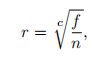 r = \sqrt[c]{\frac{f}{n}},